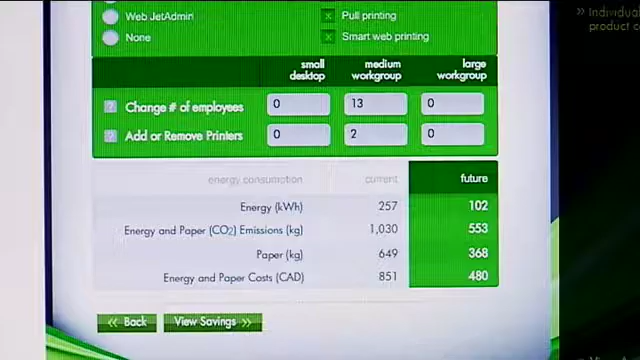 Web JetAdmin
Pull printing
None
Smart web printing
» Individual
product c
small desktop
medium workgroup
large workgroup
? Change # of employees 0 13 0
? Add or Remove Printers 0 2 0
energy consumption current future
Energy (kWh) 257 102
Energy and Paper (CO2) Emissions (kg) 1,030 553
Paper (kg) 649 368
Energy and Paper Costs (CAD) 851 480
<< Back
View Savings >>